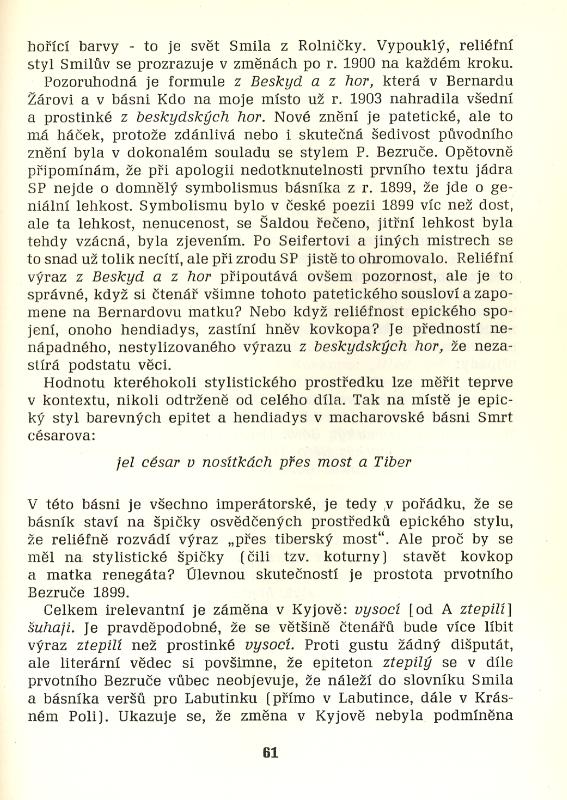 hořící barvy - to je svět Smila z Rolničky. Vypouklý, reliéfní
styl Smilův se prozrazuje v změnách po r. 1900 na každém kroku.
Pozoruhodná je formule z Beskyd a z hor, která v Bernardu
Žárovi a v básni Kdo na moje místo už r. 1903 nahradila všední
a prostinké z beskydských hor. Nové znění je patetické, ale to
má háček, protože zdánlivá nebo i skutečná šedivost původního
znění byla v dokonalém souladu se stylem P. Bezruče. Opětovně
připomínám, že při apologii nedotknutelnosti prvního textu jádra
SP nejde o domnělý symbolismus básníka z r. 1899, že jde o ge-
niální lehkost. Symbolismu bylo v české poezii 1899 víc než dost,
ale ta lehkost, nenucenost, se Šaldou řečeno, jitřní lehkost byla
tehdy vzácná, byla zjevením. Po Seifertovi a jiných mistrech se
to snad už tolik necítí, ale při zrodu SP jistě to ohromovalo. Reliéfní
výraz z Beskyd a z hor připoutává ovšem pozornost, ale je to
správné, když si čtenář všimne tohoto patetického sousloví a zapo-
mene na Bernardovu matku? Nebo když reliéfnost epického spo-
jení, onoho hendiadys, zastíní hněv kovkopa? Je předností ne-
nápadného, nestylizovaného výrazu z beskydských hor, že neza-
stírá podstatu věci.
Hodnotu kteréhokoli stylistického prostředku lze měřit teprve
v kontextu, nikoli odtrženě od celého díla. Tak na místě je epic-
ký styl barevných epitet a hendiadys v macharovské básni Smrt
césarova:
jel césar v nosítkách přes most a Tiber
V této básni je všechno imperátorské, je tedy v pořádku, že se
básník staví na špičky osvědčených prostředků epického stylu,
že reliéfně rozvádí výraz „přes tiberský most“. Ale proč by se
měl na stylistické špičky (čili tzv. koturny) stavět kovkop
a matka renegáta? Úlevnou skutečností je prostota prvotního
Bezruče 1899.
Celkem irelevantní je záměna v Kyjově: vysocí [od A ztepilí]
šuhaji. Je pravděpodobné, že se většině čtenářů bude více líbit
výraz ztepilí než prostinké vysocí. Proti gustu žádný dišputát,
ale literární vědec si povšimne, že epiteton ztepilý se v díle
prvotního Bezruče vůbec neobjevuje, že náleží do slovníku Smila
a básníka veršů pro Labutinku (přímo v Labutince, dále v Krás-
ném Poli). Ukazuje se, že změna v Kyjově nebyla podmíněna
61